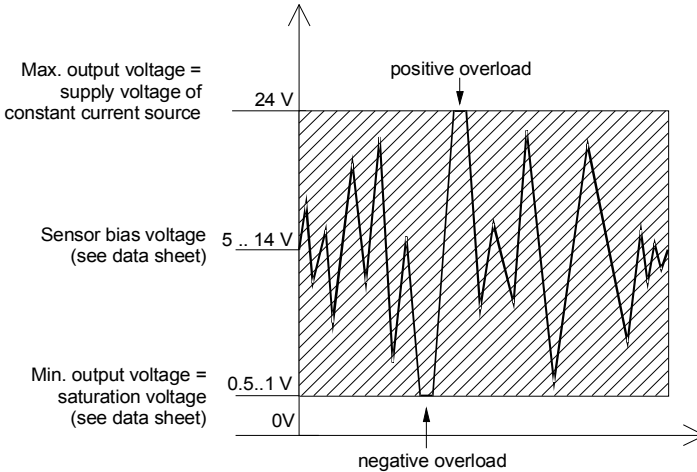 Max. output voltage =
supply voltage of
constant current source
24 V
positive overload
Sensor bias voltage
(see data sheet)
5 .. 14 V
Min. output voltage =
saturation voltage
(see data sheet)
0.5..1 V
0V
negative overload